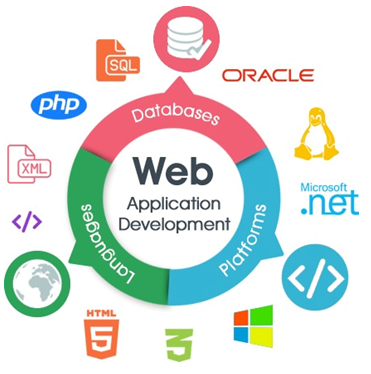 SQL
ORACLE
php
Databases
XML
Web
Application
Development
Microsoft
.net
Languages
Platforms
</>
</>
HTML
5
3